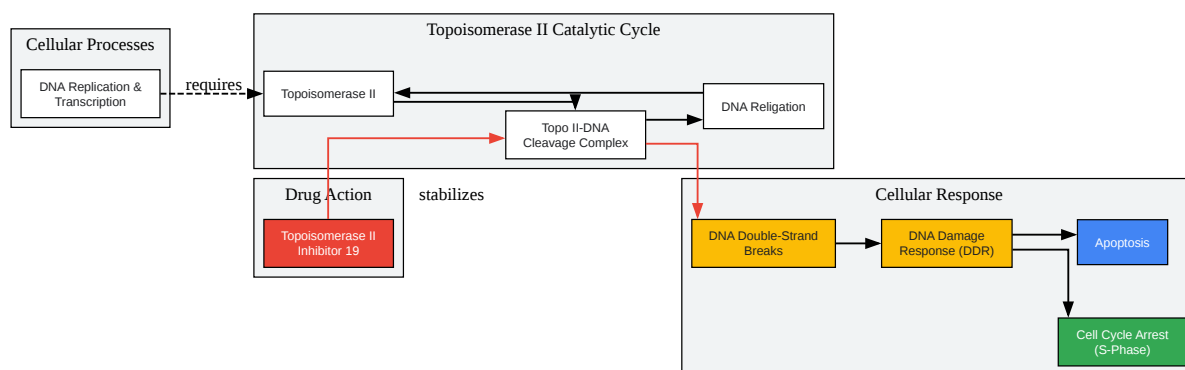 Topoisomerase II Catalytic Cycle
Cellular Processes
DNA Replication &
Transcription
requires
Topoisomerase II
DNA Religation
Topo II-DNA
Cleavage Complex
Drug Action
stabilizes
Topoisomerase II
Inhibitor 19
Cellular Response
DNA Double-Strand
Breaks
DNA Damage
Response (DDR)
Apoptosis
Cell Cycle Arrest
(S-Phase)